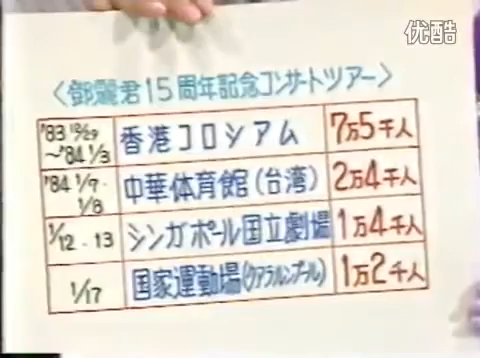 优酷
〈鄧麗君15周年記念コンサートツアー〉
'83 12/29 〜'84 1/3 香港コロシアム 7万5千人
'84 1/7・1/8 中華体育館(台湾) 2万4千人
1/12・13 シンガポール国立劇場 1万4千人
1/17 国家運動場(クアラルンプール) 1万2千人